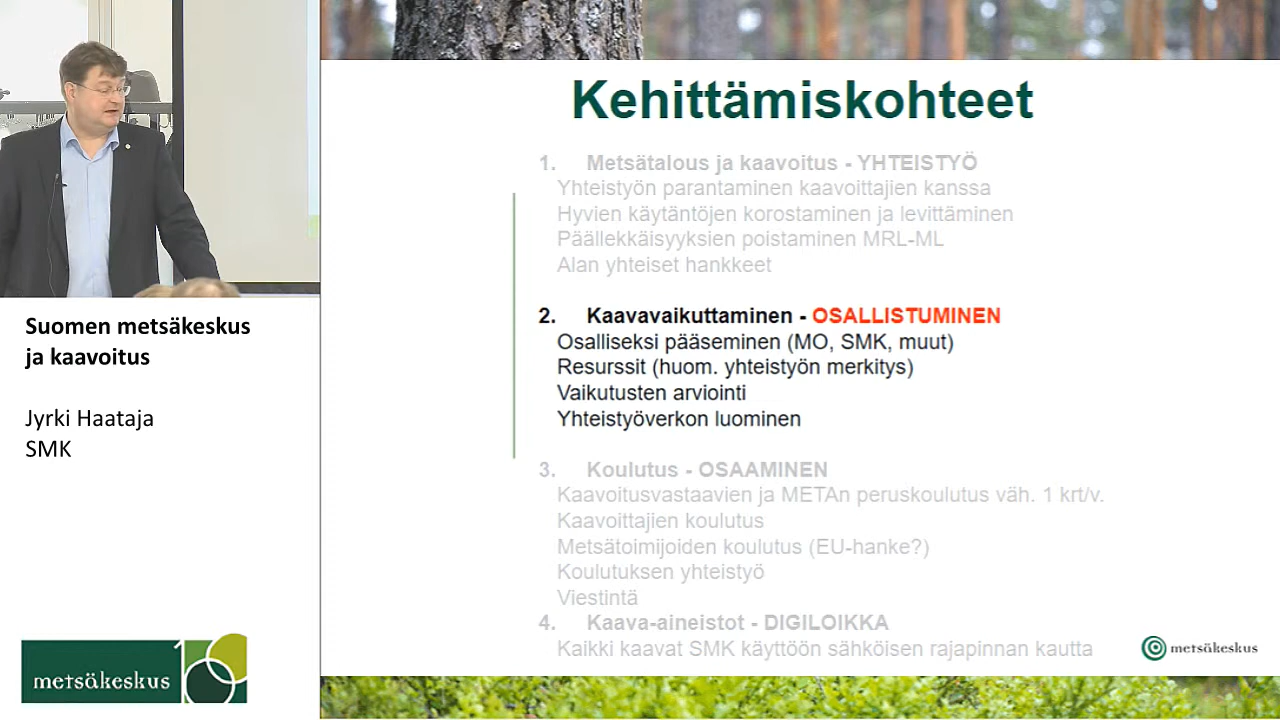 Kehittämiskohteet
1. Metsätalous ja kaavoitus - YHTEISTYÖ
Yhteistyön parantaminen kaavoittajien kanssa
Hyvien käytäntöjen korostaminen ja levittäminen
Päällekkäisyyksien poistaminen MRL-ML
Alan yhteiset hankkeet
2. Kaavavaikuttaminen - OSALLISTUMINEN
Osalliseksi pääseminen (MO, SMK, muut)
Resurssit (huom. yhteistyön merkitys)
Vaikutusten arviointi
Yhteistyöverkon luominen
3. Koulutus - OSAAMINEN
Kaavoitusvastaavien ja METAn peruskoulutus väh. 1 krt/v.
Kaavoittajien koulutus
Metsätoimijoiden koulutus (EU-hanke?)
Koulutuksen yhteistyö
Viestintä
4. Kaava-aineistot - DIGILOIKKA
Kaikki kaavat SMK käyttöön sähköisen rajapinnan kautta
metsäkeskus
Suomen metsäkeskus
ja kaavoitus
Jyrki Haataja
SMK
metsäkeskus